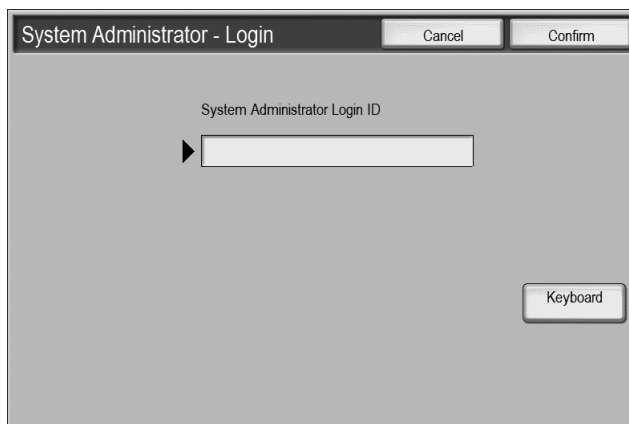 System Administrator - Login
Cancel
Confirm
System Administrator Login ID
Keyboard